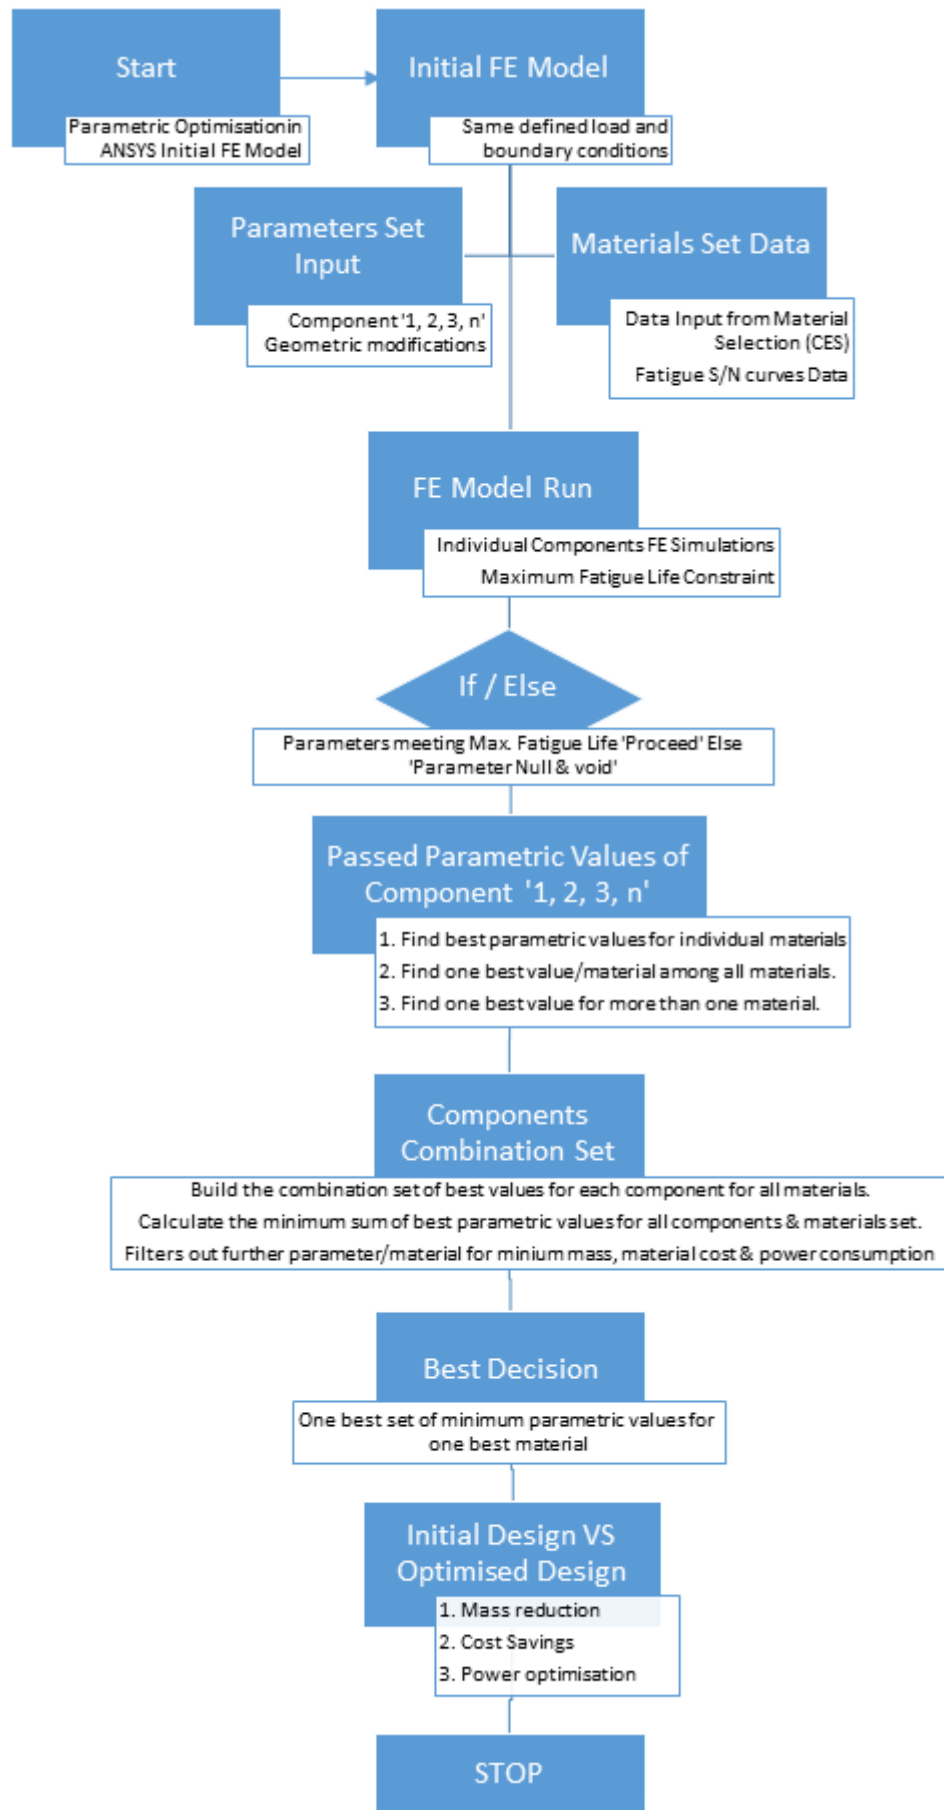 Start
Parametric Optimisationin
ANSYS Initial FE Model
Initial FE Model
Same defined load and
boundary conditions
Parameters Set
Input
Component '1, 2, 3, n'
Geometric modifications
Materials Set Data
Data Input from Material
Selection (CES)
Fatigue S/N curves Data
FE Model Run
Individual Components FE Simulations
Maximum Fatigue Life Constraint
If / Else
Parameters meeting Max. Fatigue Life 'Proceed' Else
'Parameter Null & void'
Passed Parametric Values of
Component '1, 2, 3, n'
1. Find best parametric values for individual materials
2. Find one best value/material among all materials.
3. Find one best value for more than one material.
Components
Combination Set
Build the combination set of best values for each component for all materials.
Calculate the minimum sum of best parametric values for all components & materials set.
Filters out further parameter/material for minium mass, material cost & power consumption
Best Decision
One best set of minimum parametric values for
one best material
Initial Design VS
Optimised Design
1. Mass reduction
2. Cost Savings
3. Power optimisation
STOP